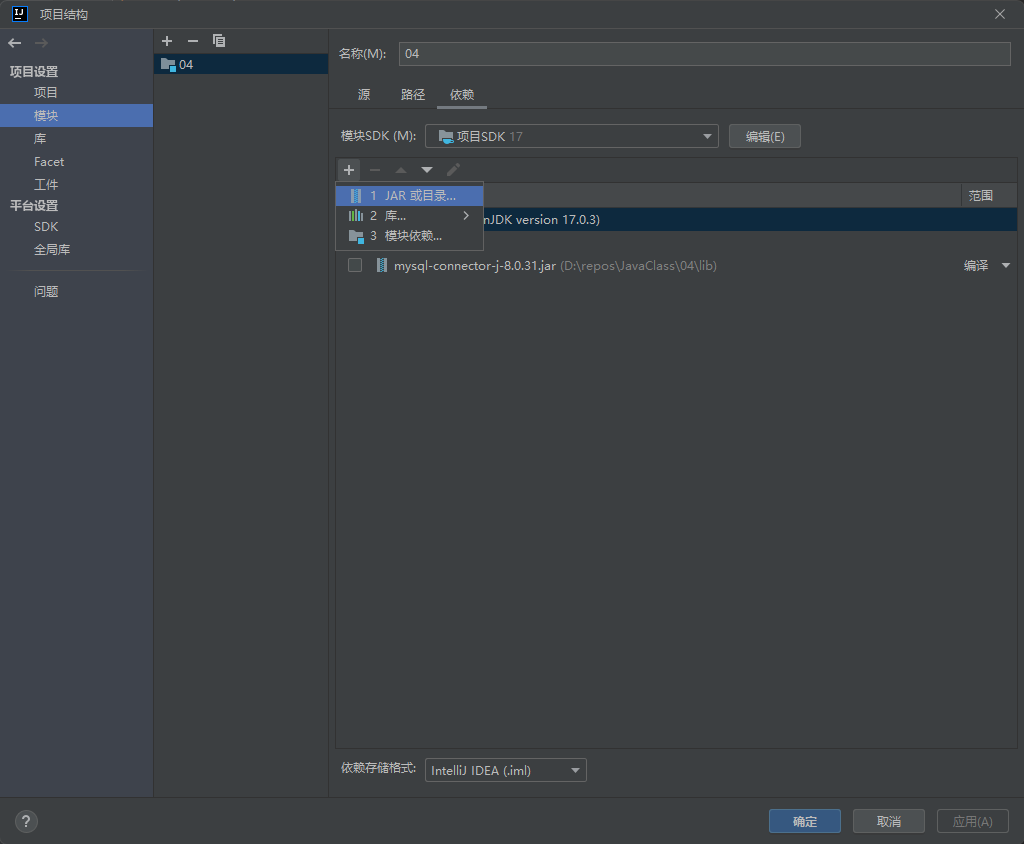 项目结构
项目设置
项目
模块
库
Facet
工件
平台设置
SDK
全局库
问题
04
名称(M): 04
源 路径 依赖
模块SDK (M): 项目SDK 17 编辑(E)
范围
1 JAR 或目录...
2 库...
3 模块依赖...
nJDK version 17.0.3)
mysql-connector-j-8.0.31.jar (D:\repos\JavaClass\04\lib) 编译
依赖存储格式: IntelliJ IDEA (.iml)
? 确定 取消 应用(A)